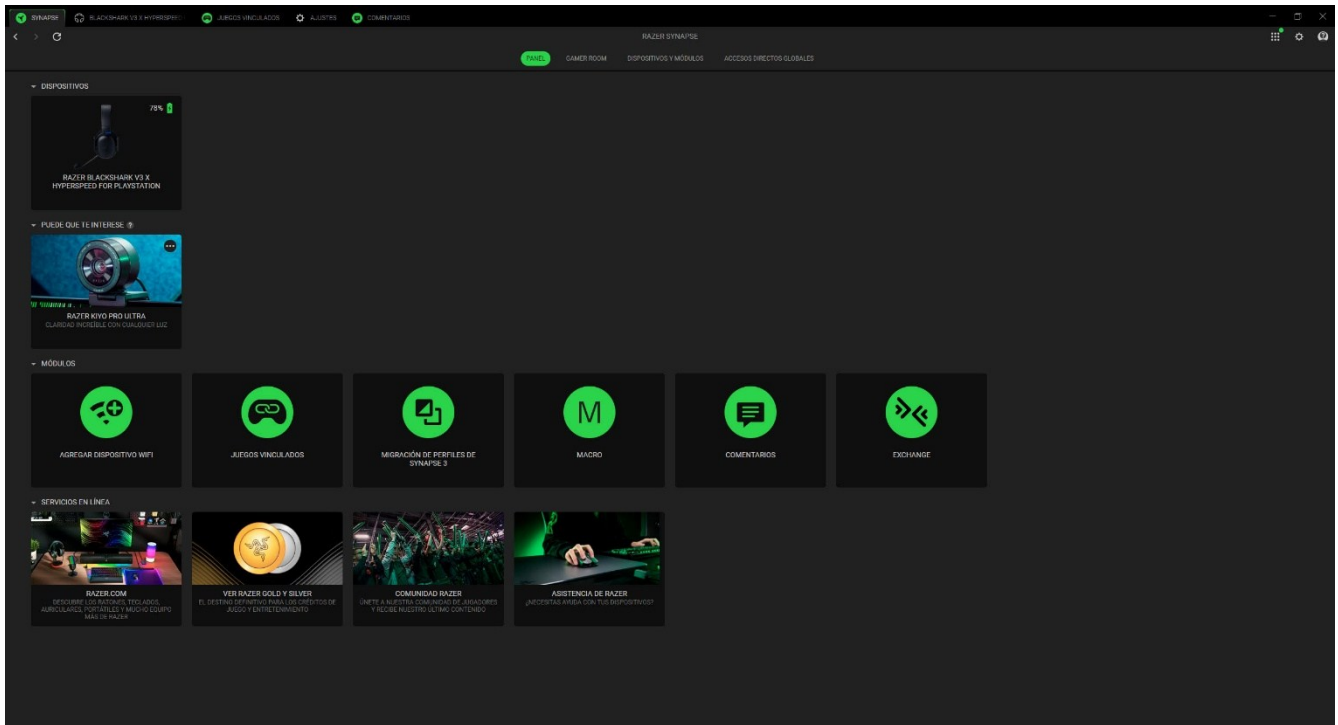 SYNAPSE
BLACKSHARK V3 X HYPERSPEED
JUEGOS VINCULADOS
AJUSTES
COMENTARIOS
RAZER SYNAPSE
PANEL
GAMER ROOM
DISPOSITIVOS Y MÓDULOS
ACCESOS DIRECTOS GLOBALES
DISPOSITIVOS
78%
RAZER BLACKSHARK V3 X
HYPERSPEED FOR PLAYSTATION
PUEDE QUE TE INTERESE ?
RAZER KIYO PRO ULTRA
CLARIDAD INCREÍBLE CON CUALQUIER LUZ
MÓDULOS
AGREGAR DISPOSITIVO WIFI
JUEGOS VINCULADOS
MIGRACIÓN DE PERFILES DE
SYNAPSE 3
M
MACRO
COMENTARIOS
EXCHANGE
SERVICIOS EN LÍNEA
RAZER.COM
DESCUBRE LOS RATONES, TECLADOS,
AURICULARES, PORTÁTILES Y MUCHO EQUIPO
MÁS DE RAZER
VER RAZER GOLD Y SILVER
EL DESTINO DEFINITIVO PARA LOS CRÉDITOS DE
JUEGO Y ENTRETENIMIENTO
COMUNIDAD RAZER
ÚNETE A NUESTRA COMUNIDAD DE JUGADORES
Y RECIBE NUESTRO ÚLTIMO CONTENIDO
ASISTENCIA DE RAZER
¿NECESITAS AYUDA CON TUS DISPOSITIVOS?